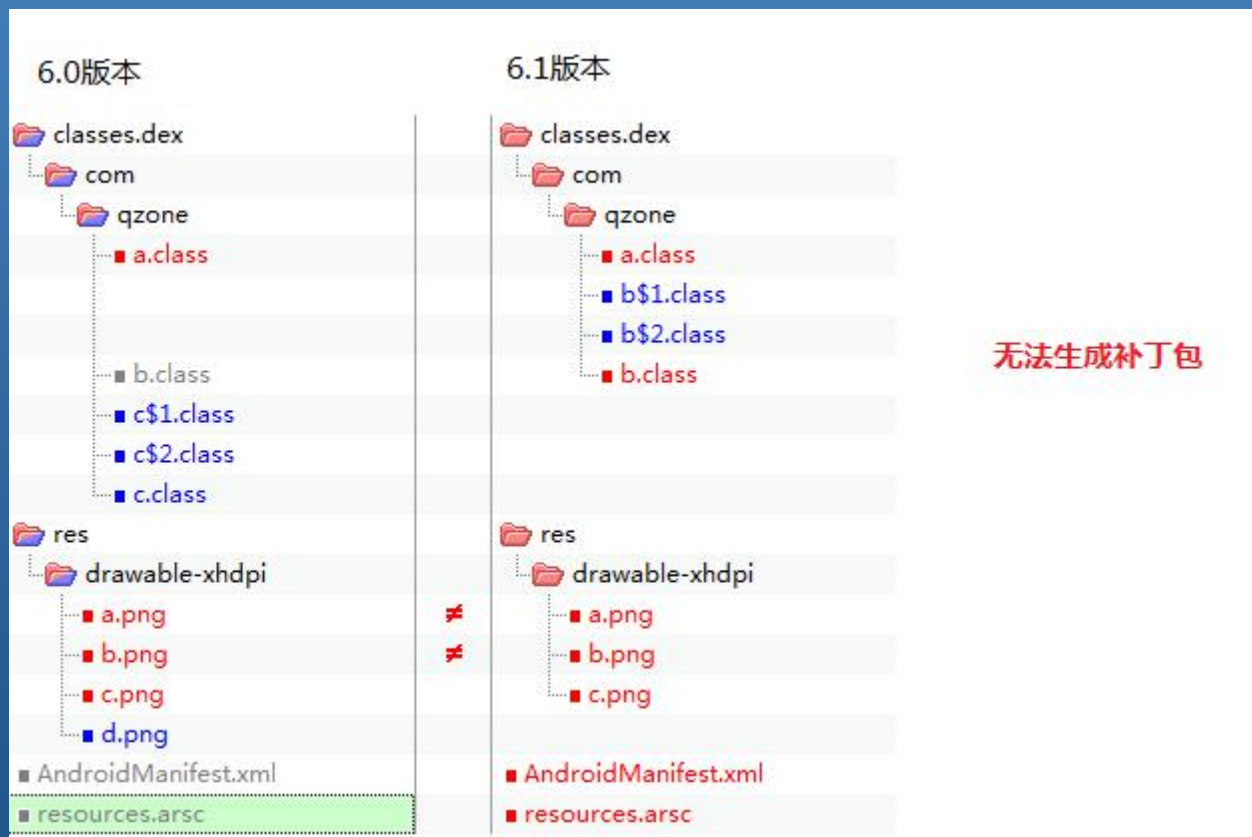 6.0版本 6.1版本
classes.dex classes.dex
com com
qzone qzone
a.class a.class
b$1.class
b$2.class
无法生成补丁包
b.class b.class
c$1.class
c$2.class
c.class
res res
drawable-xhdpi drawable-xhdpi
a.png ≠ a.png
b.png ≠ b.png
c.png c.png
d.png
AndroidManifest.xml AndroidManifest.xml
resources.arsc resources.arsc